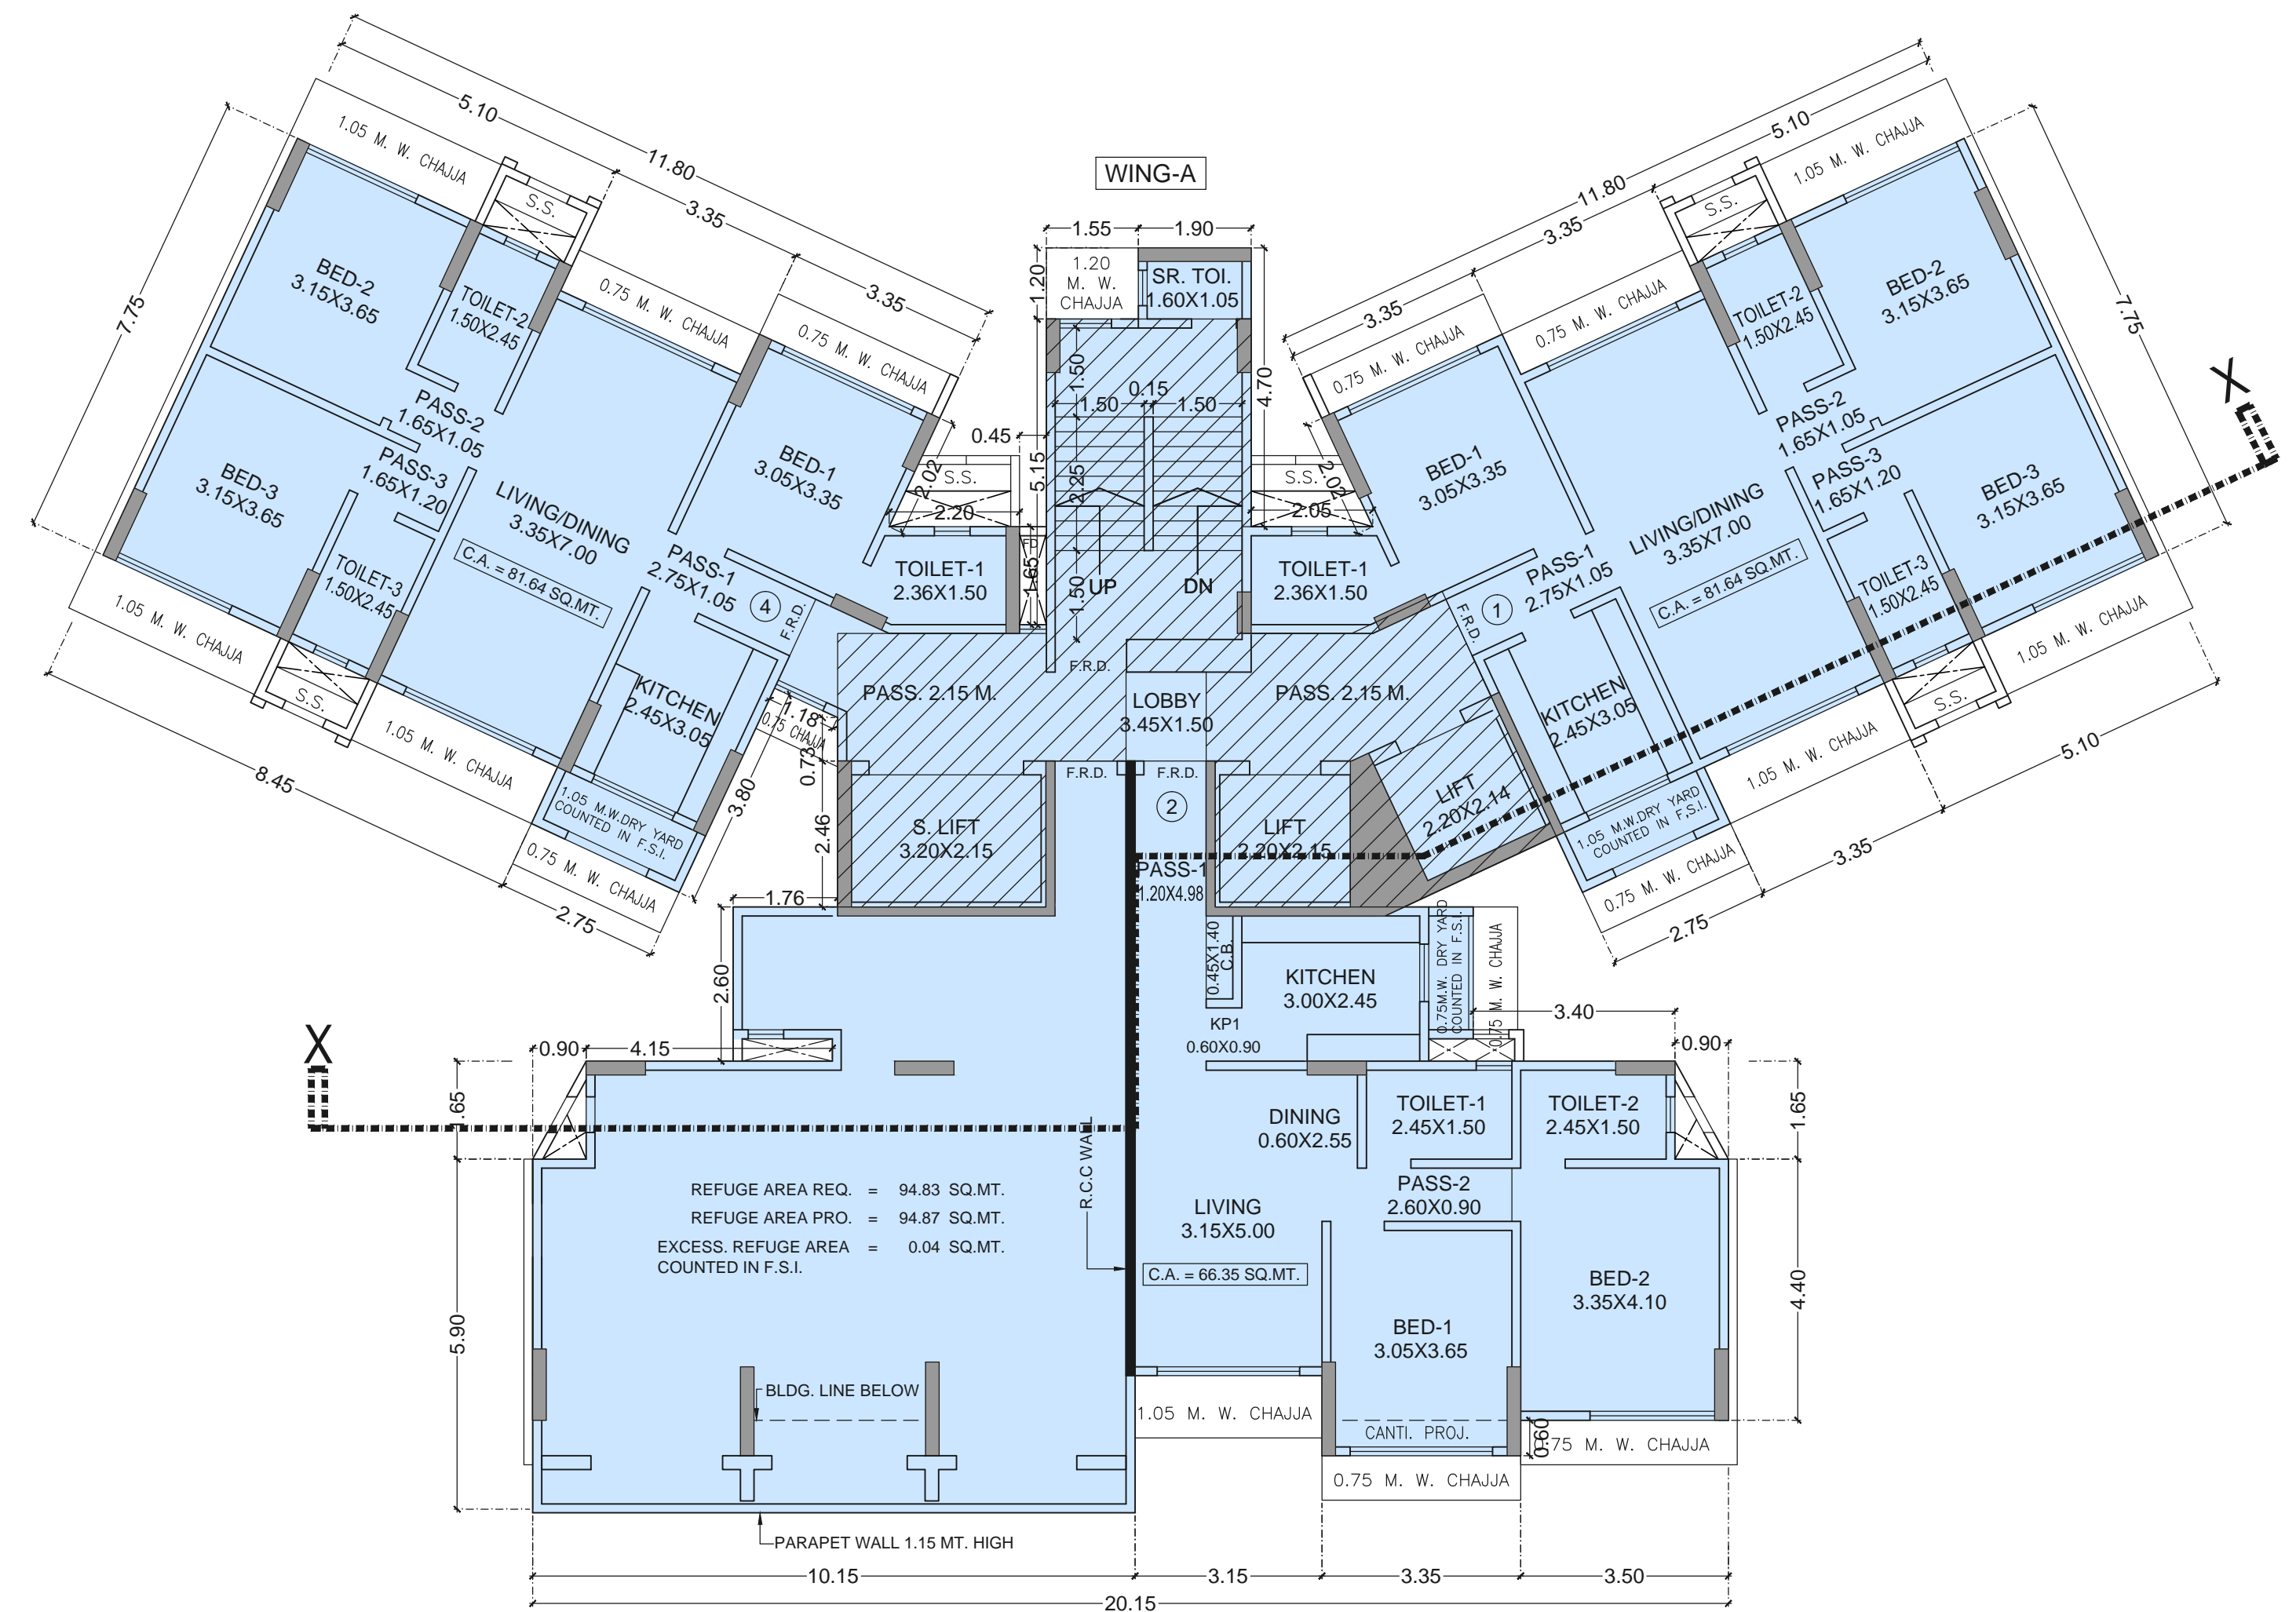 WING-A
5.10
11.80
3.35
3.35
7.75
1.05 M. W. CHAJJA
S.S.
0.75 M. W. CHAJJA
0.75 M. W. CHAJJA
BED-2
3.15X3.65
TOILET-2
1.50X2.45
PASS-2
1.65X1.05
PASS-3
1.65X1.20
BED-3
3.15X3.65
TOILET-3
1.50X2.45
LIVING/DINING
3.35X7.00
C.A. = 81.64 SQ.MT.
BED-1
3.05X3.35
PASS-1
2.75X1.05
4
F.R.D.
KITCHEN
2.45X3.05
1.05 M. W. CHAJJA
S.S.
1.05 M. W. CHAJJA
1.05 M.W.DRY YARD
COUNTED IN F.S.I.
0.75 M. W. CHAJJA
8.45
2.75
3.80
1.18
0.75 CHAJJA
0.73
2.46
2.02
S.S.
2.20
TOILET-1
2.36X1.50
0.45
FD
1.65
1.55
1.90
1.20
1.20
M. W.
CHAJJA
SR. TOI.
1.60X1.05
5.15
4.70
1.50
0.15
1.50
1.50
2.25
1.50
UP
DN
F.R.D.
PASS. 2.15 M.
LOBBY
3.45X1.50
PASS. 2.15 M.
F.R.D.
F.R.D.
S. LIFT
3.20X2.15
2
LIFT
2.20X2.15
LIFT
2.20X2.14
5.10
11.80
3.35
3.35
7.75
1.05 M. W. CHAJJA
S.S.
0.75 M. W. CHAJJA
0.75 M. W. CHAJJA
BED-2
3.15X3.65
TOILET-2
1.50X2.45
PASS-2
1.65X1.05
PASS-3
1.65X1.20
BED-3
3.15X3.65
TOILET-3
1.50X2.45
LIVING/DINING
3.35X7.00
C.A. = 81.64 SQ.MT.
BED-1
3.05X3.35
2.02
S.S.
2.05
TOILET-1
2.36X1.50
PASS-1
2.75X1.05
1
F.R.D.
KITCHEN
2.45X3.05
1.05 M. W. CHAJJA
S.S.
1.05 M. W. CHAJJA
1.05 M.W.DRY YARD
COUNTED IN F.S.I.
0.75 M. W. CHAJJA
5.10
3.35
2.75
X
1.76
2.60
PASS-1
1.20X4.98
0.45X1.40
C.B.
KITCHEN
3.00X2.45
0.75M.W. DRY YARD
COUNTED IN F.S.I.
0.75 M. W. CHAJJA
KP1
0.60X0.90
3.40
0.90
X
0.90
4.15
1.65
1.65
DINING
0.60X2.55
TOILET-1
2.45X1.50
TOILET-2
2.45X1.50
R.C.C WALL
REFUGE AREA REQ. = 94.83 SQ.MT.
REFUGE AREA PRO. = 94.87 SQ.MT.
EXCESS. REFUGE AREA = 0.04 SQ.MT.
COUNTED IN F.S.I.
PASS-2
2.60X0.90
LIVING
3.15X5.00
C.A. = 66.35 SQ.MT.
BED-2
3.35X4.10
BED-1
3.05X3.65
5.90
4.40
BLDG. LINE BELOW
1.05 M. W. CHAJJA
CANTI. PROJ.
0.60
0.75 M. W. CHAJJA
0.75 M. W. CHAJJA
PARAPET WALL 1.15 MT. HIGH
10.15
3.15
3.35
3.50
20.15